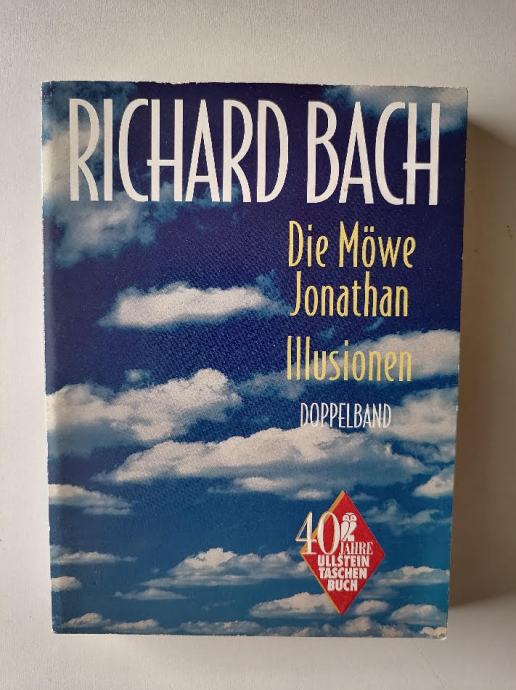 RICHARD BACH
Die Möwe
Jonathan
Illusionen
DOPPELBAND
40
JAHRE
ULLSTEIN
TASCHEN
BUCH